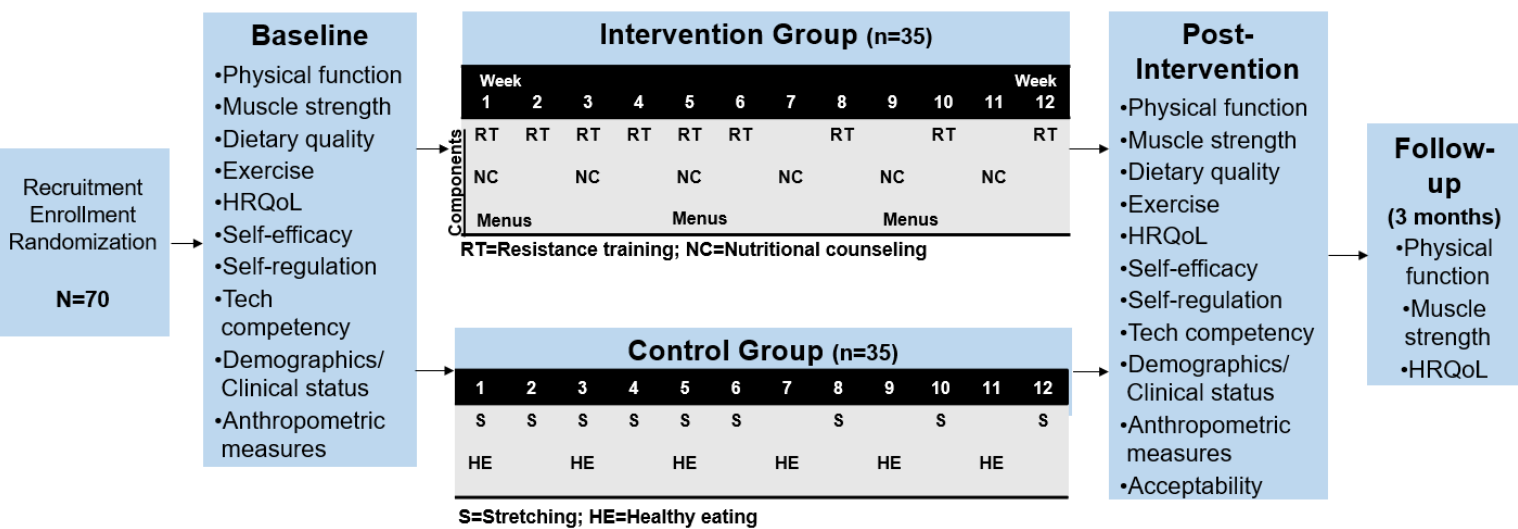 Recruitment
Enrollment
Randomization
N=70
Baseline
•Physical function
•Muscle strength
•Dietary quality
•Exercise
•HRQoL
•Self-efficacy
•Self-regulation
•Tech
competency
•Demographics/
Clinical status
•Anthropometric
measures
Intervention Group (n=35)
Week Week
1 2 3 4 5 6 7 8 9 10 11 12
Components
RT RT RT RT RT RT RT RT RT
NC NC NC NC NC NC
Menus Menus Menus
RT=Resistance training; NC=Nutritional counseling
Control Group (n=35)
1 2 3 4 5 6 7 8 9 10 11 12
S S S S S S S S S
HE HE HE HE HE HE
S=Stretching; HE=Healthy eating
Post-
Intervention
•Physical function
•Muscle strength
•Dietary quality
•Exercise
•HRQoL
•Self-efficacy
•Self-regulation
•Tech competency
•Demographics/
Clinical status
•Anthropometric
measures
•Acceptability
Follow-
up
(3 months)
•Physical
function
•Muscle
strength
•HRQoL